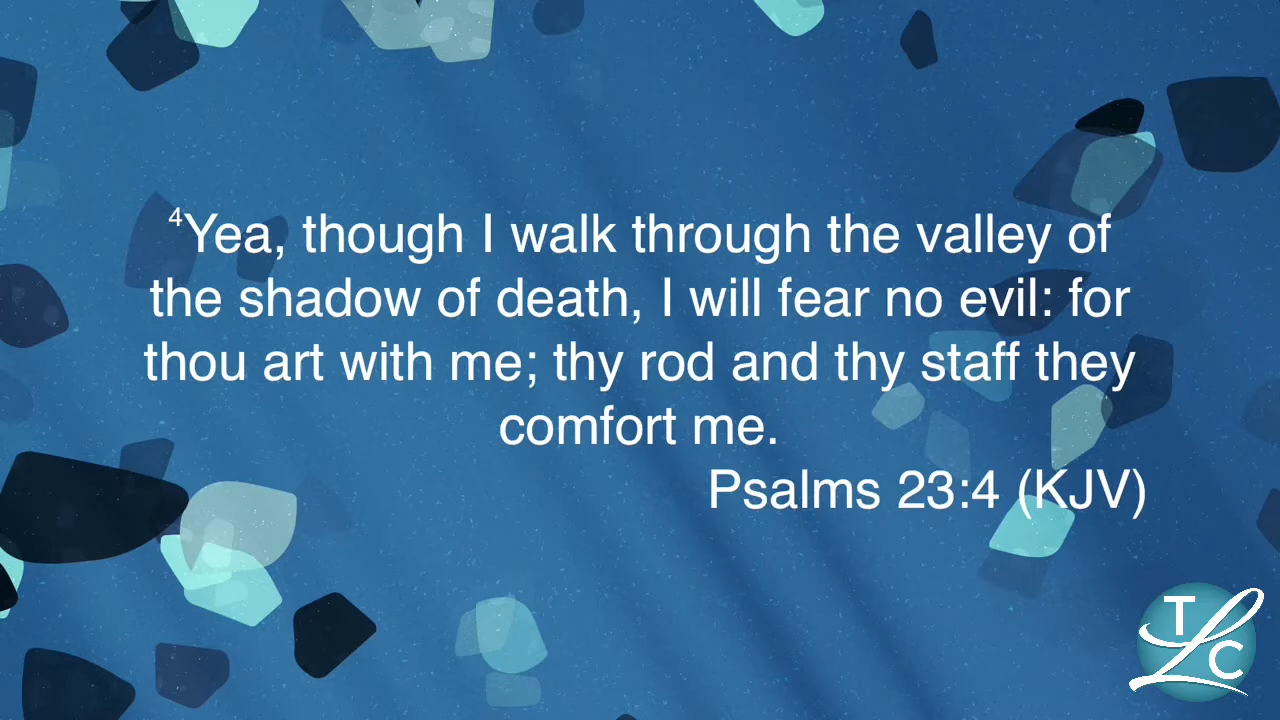 4Yea, though I walk through the valley of
the shadow of death, I will fear no evil: for
thou art with me; thy rod and thy staff they
comfort me.
Psalms 23:4 (KJV)
TLC